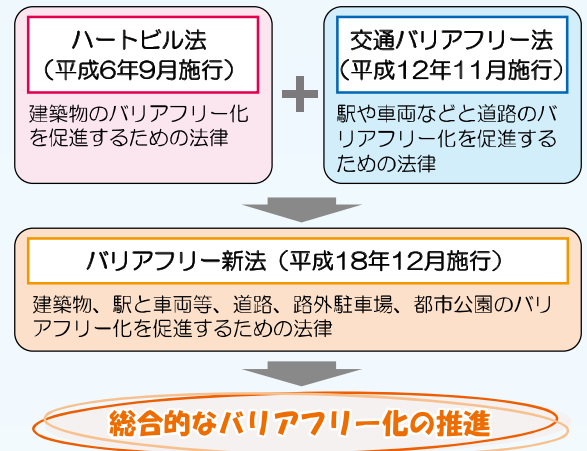 ハートビル法
（平成6年9月施行）
建築物のバリアフリー化
を促進するための法律
＋
交通バリアフリー法
（平成12年11月施行）
駅や車両などと道路のバ
リアフリー化を促進する
ための法律
バリアフリー新法（平成18年12月施行）
建築物、駅と車両等、道路、路外駐車場、都市公園のバリ
アフリー化を促進するための法律
総合的なバリアフリー化の推進